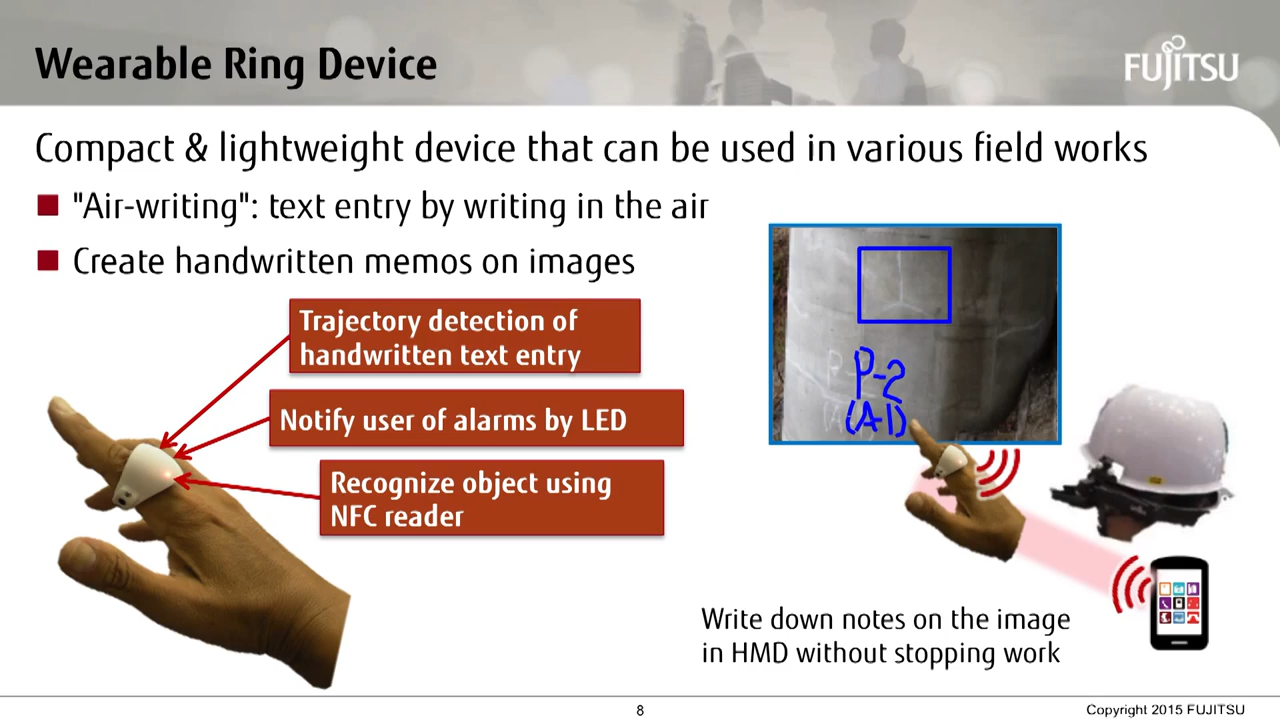 Wearable Ring Device
FUJITSU
Compact & lightweight device that can be used in various field works
"Air-writing": text entry by writing in the air
Create handwritten memos on images
Trajectory detection of
handwritten text entry
Notify user of alarms by LED
Recognize object using
NFC reader
P-2
(A1)
Write down notes on the image
in HMD without stopping work
8
Copyright 2015 FUJITSU